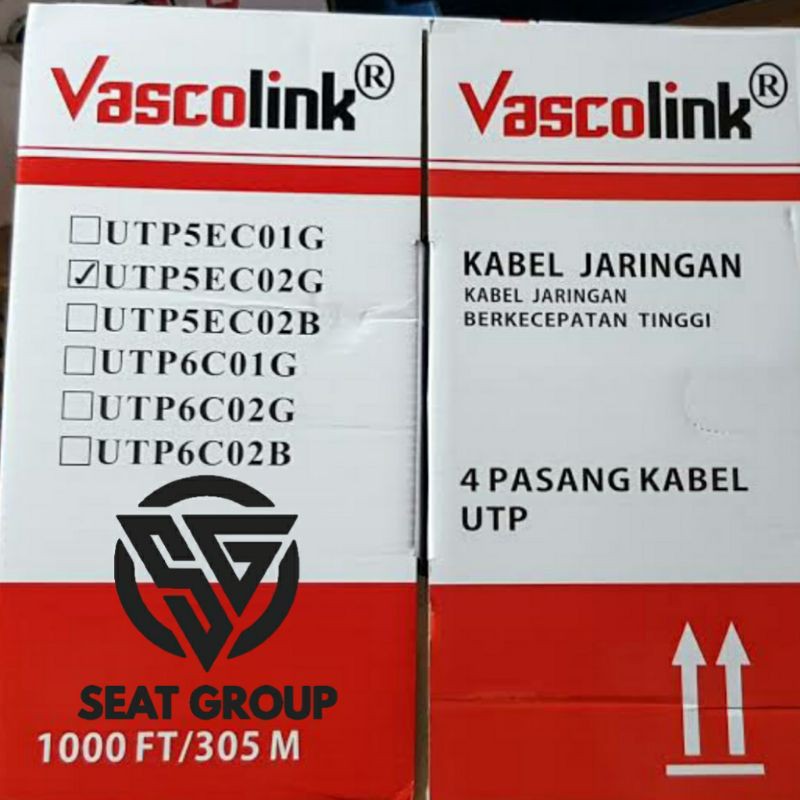 Vascolink®
UTP5EC01G
UTP5EC02G
UTP5EC02B
UTP6C01G
UTP6C02G
UTP6C02B
SG
SEAT GROUP
1000 FT/305 M
Vascolink®
KABEL JARINGAN
KABEL JARINGAN
BERKECEPATAN TINGGI
4 PASANG KABEL
UTP